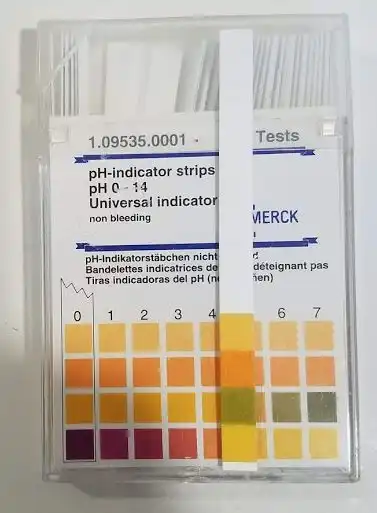 1.09535.0001 - Tests
pH-indicator strips
pH 0 - 14
Universal indicator
non bleeding
MERCK
pH-Indikatorstäbchen nicht
Bandelettes indicatrices de déteignant pas
Tiras indicadoras del pH
0 1 2 3 4 6 7